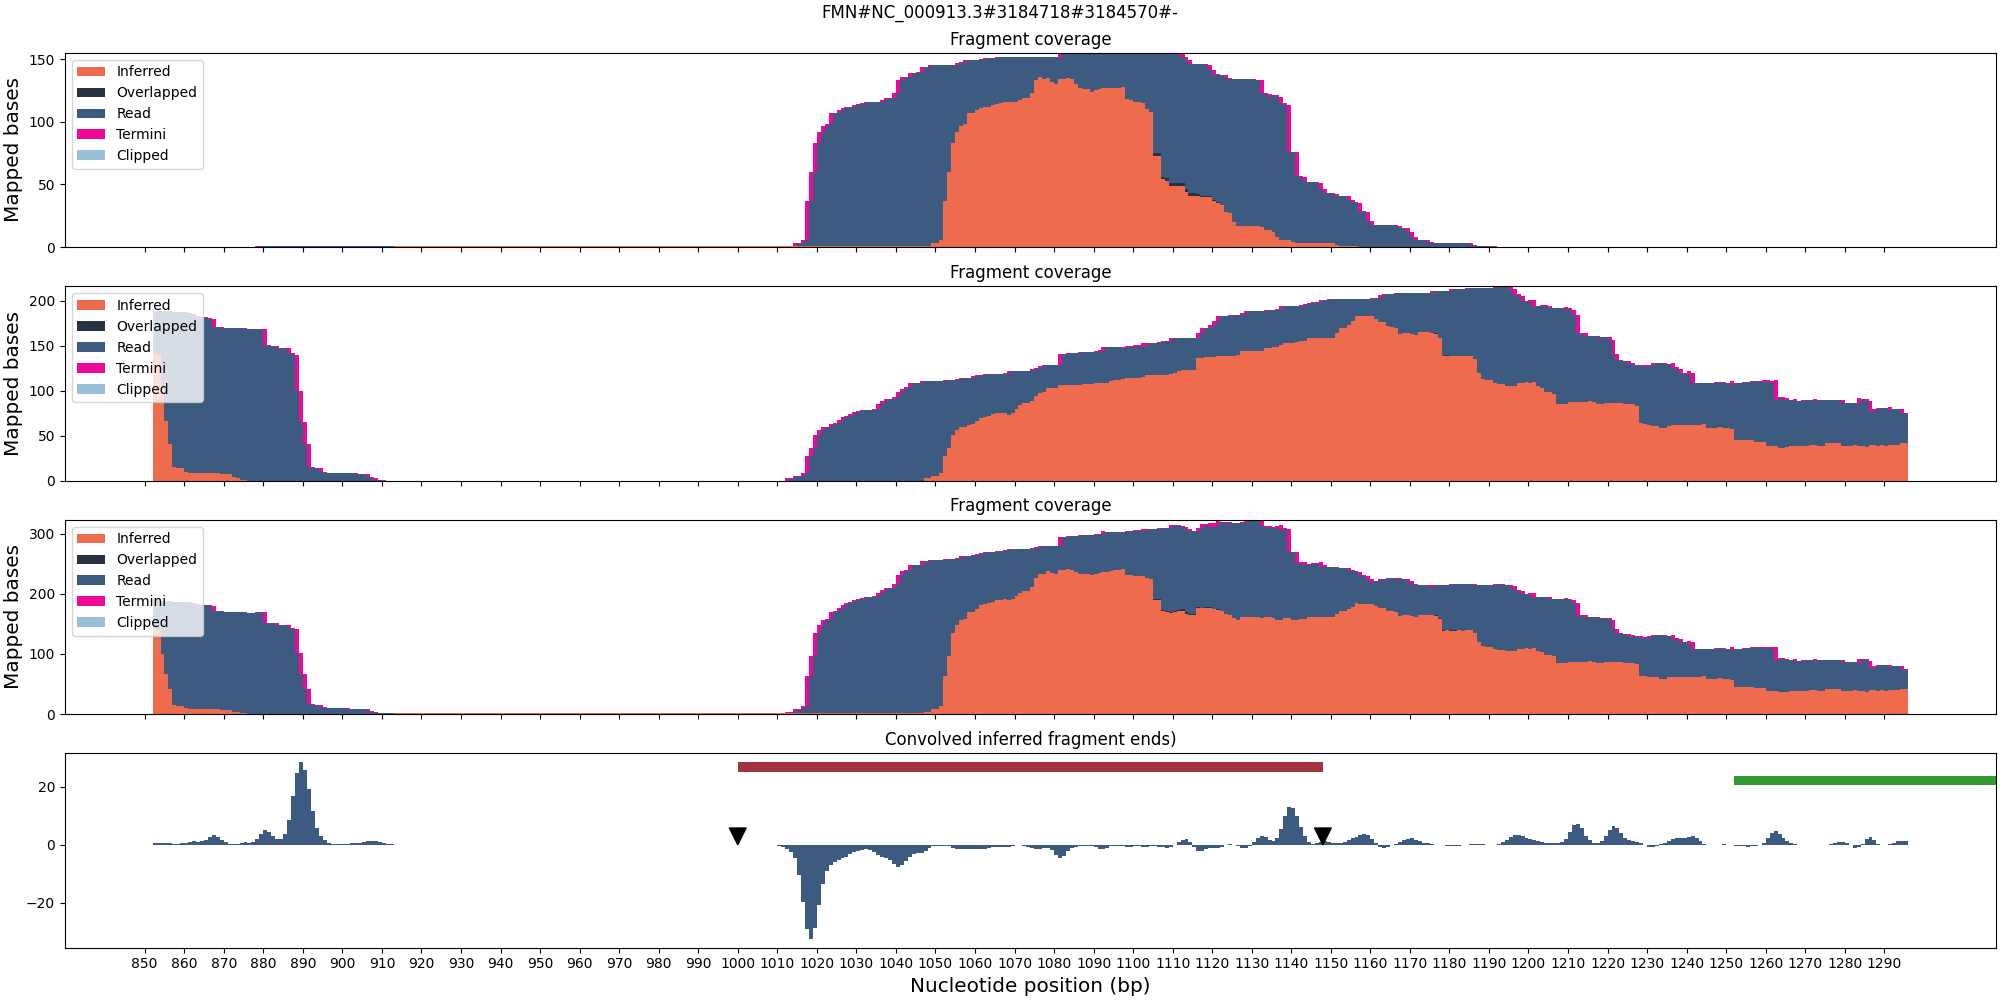 FMN#NC_000913.3#3184718#3184570#-
Fragment coverage
Mapped bases
150
100
50
0
Inferred
Overlapped
Read
Termini
Clipped
Fragment coverage
Mapped bases
200
150
100
50
0
Inferred
Overlapped
Read
Termini
Clipped
Fragment coverage
Mapped bases
300
200
100
0
Inferred
Overlapped
Read
Termini
Clipped
Convolved inferred fragment ends)
20
0
−20
850 860 870 880 890 900 910 920 930 940 950 960 970 980 990 1000 1010 1020 1030 1040 1050 1060 1070 1080 1090 1100 1110 1120 1130 1140 1150 1160 1170 1180 1190 1200 1210 1220 1230 1240 1250 1260 1270 1280 1290
Nucleotide position (bp)